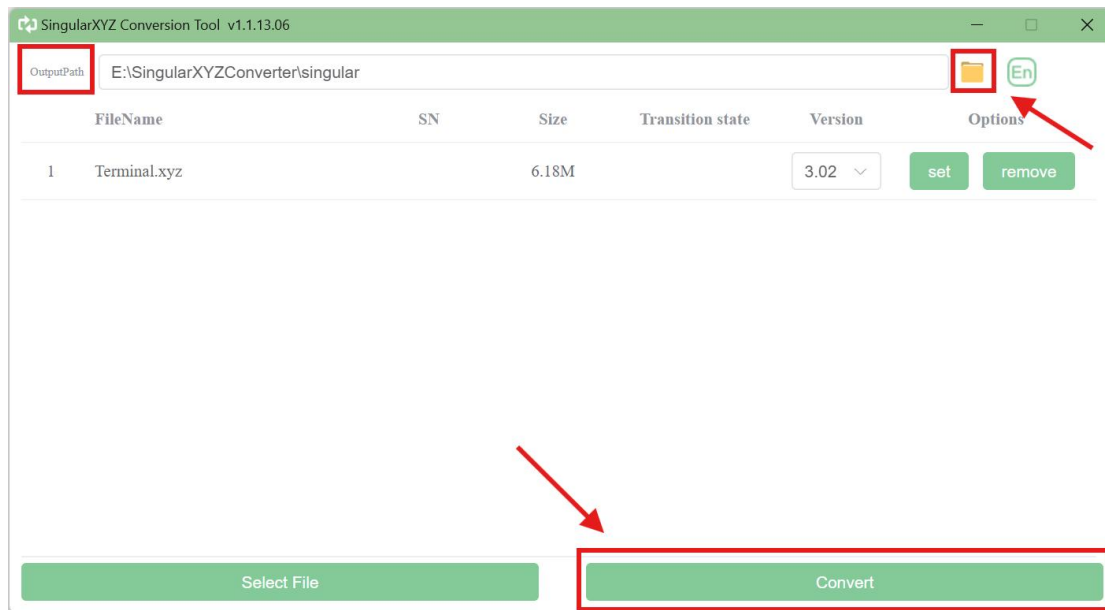 SingularXYZ Conversion Tool v1.1.13.06
OutputPath E:\SingularXYZConverter\singular En
FileName SN Size Transition state Version Options
1 Terminal.xyz 6.18M 3.02 set remove
Select File Convert